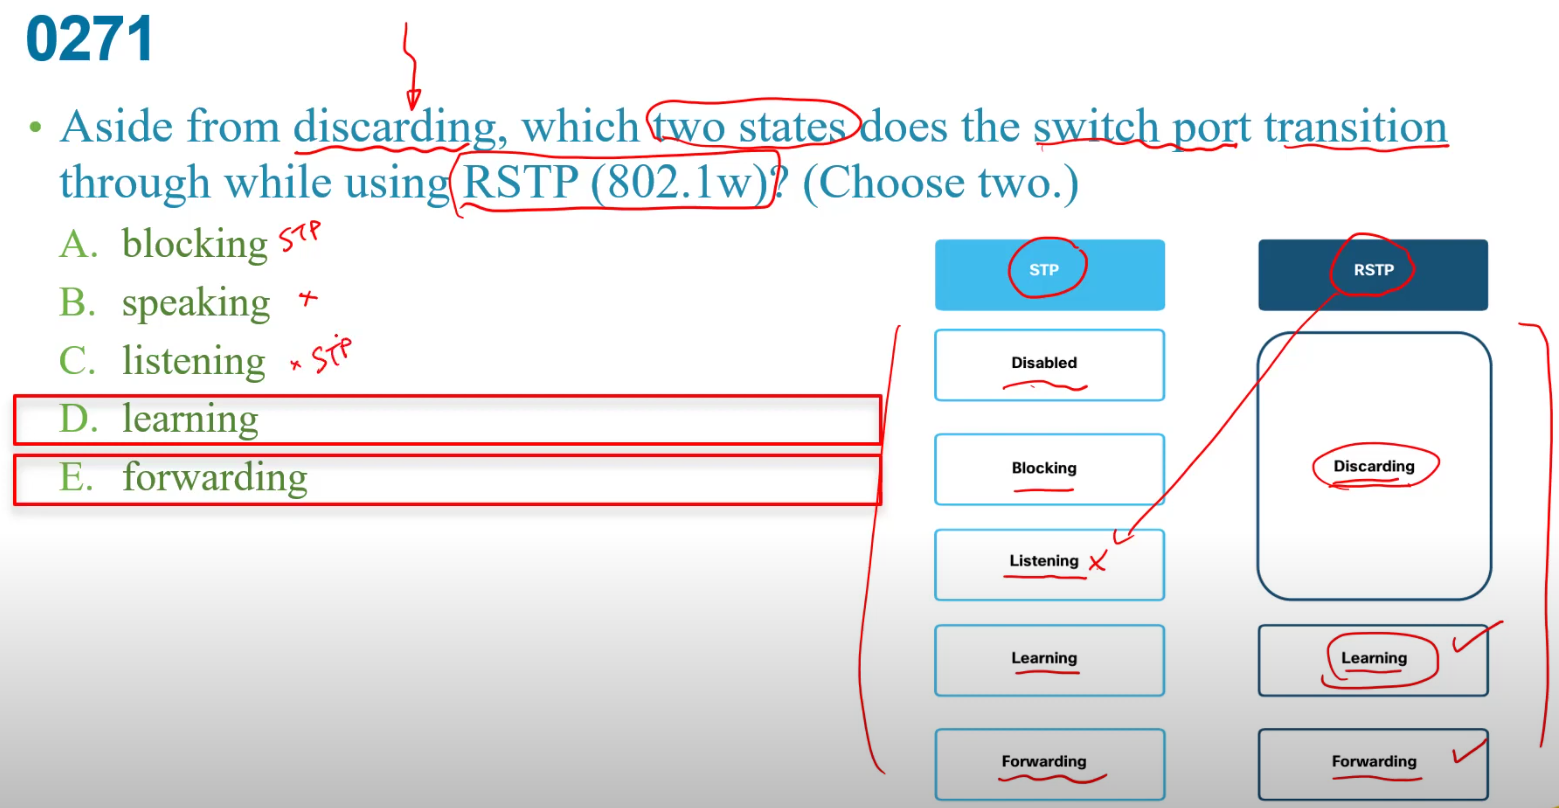 0271
• Aside from discarding, which two states does the switch port transition
through while using RSTP (802.1w)? (Choose two.)
A. blocking STP
B. speaking ×
C. listening × STP
D. learning
E. forwarding
STP
Disabled
Blocking
Listening ×
Learning
Forwarding
RSTP
Discarding
Learning ✓
Forwarding ✓